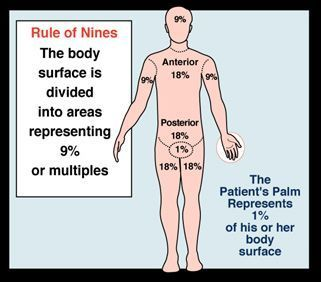 Rule of Nines
The body
surface is
divided
into areas
representing
9%
or multiples
9%
Anterior
18%
9%
9%
Posterior
18%
1%
18%
18%
The
Patient's Palm
Represents
1%
of his or her
body
surface